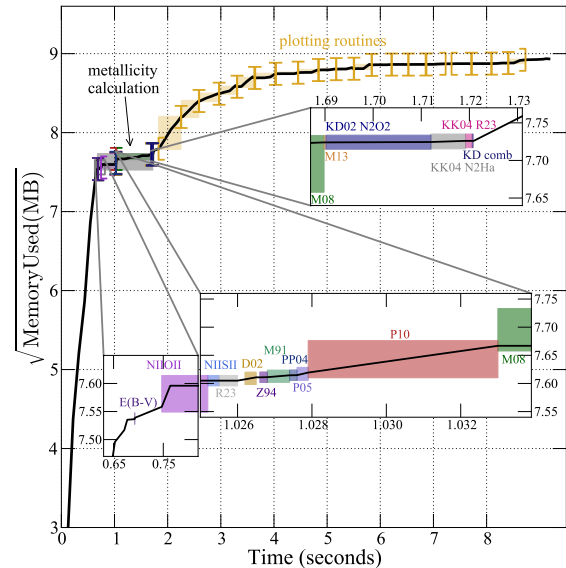 9
8
7
6
5
4
3
√MemoryUsed(MB)
0
1
2
3
4
5
6
7
8
Time (seconds)
plotting routines
metallicity
calculation
1.69
1.70
1.71
1.72
1.73
7.75
7.70
7.65
KD02 N2O2
KK04 R23
M13
KD comb
KK04 N2Ha
M08
7.75
7.70
7.65
7.60
7.55
P10
M08
M91
D02
PP04
NIISII
R23
Z94
P05
1.026
1.028
1.030
1.032
NIIOII
7.60
7.55
7.50
E(B-V)
0.65
0.75